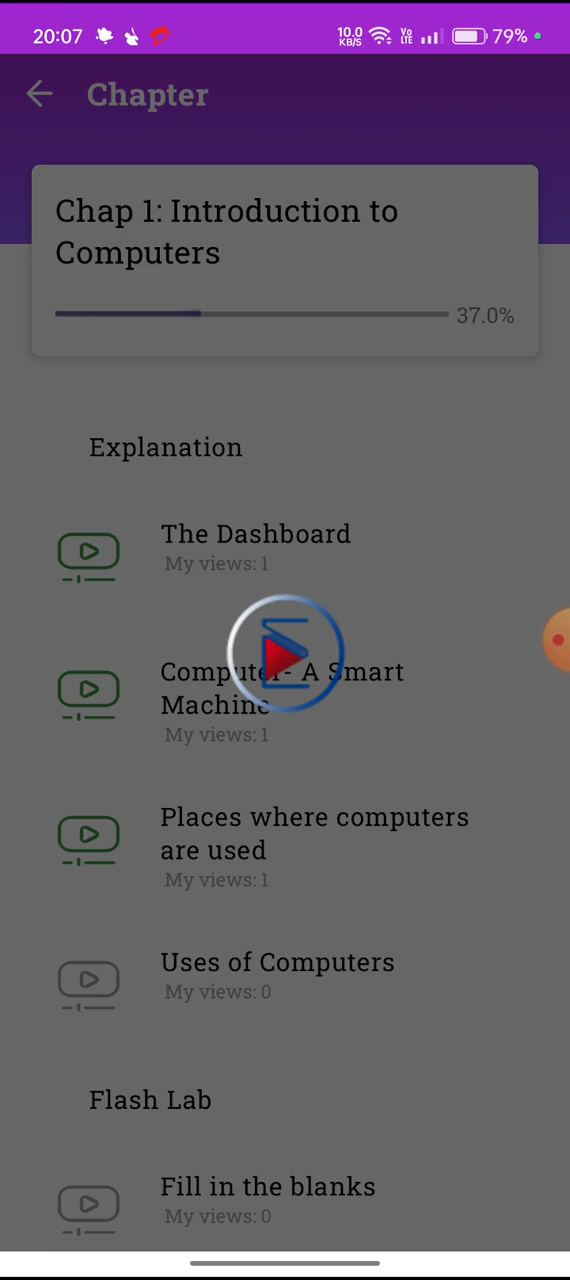 20:07
10.0
KB/S
Vo
LTE
79%
Chapter
Chap 1: Introduction to
Computers
37.0%
Explanation
The Dashboard
My views: 1
Computer- A Smart
Machine
My views: 1
Places where computers
are used
My views: 1
Uses of Computers
My views: 0
Flash Lab
Fill in the blanks
My views: 0